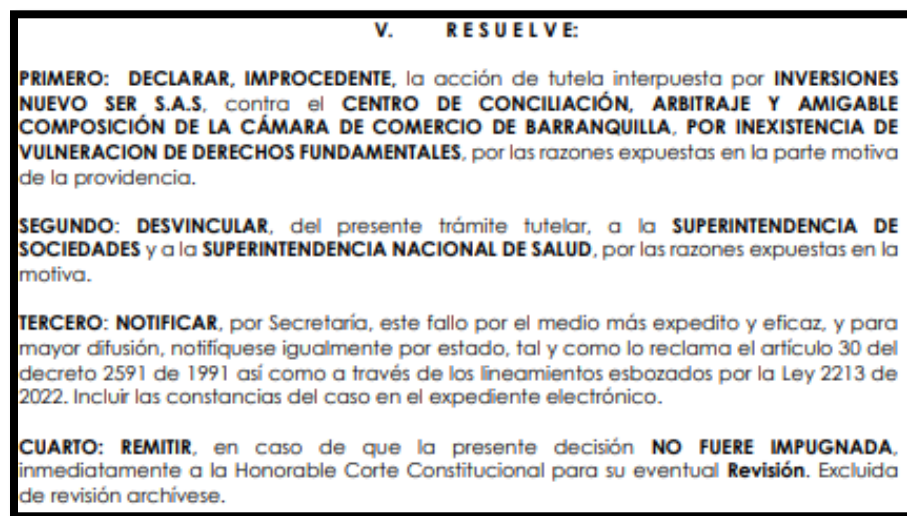 V. RESUELVE:
PRIMERO: DECLARAR, IMPROCEDENTE, la acción de tutela interpuesta por INVERSIONES
NUEVO SER S.A.S, contra el CENTRO DE CONCILIACIÓN, ARBITRAJE Y AMIGABLE
COMPOSICIÓN DE LA CÁMARA DE COMERCIO DE BARRANQUILLA, POR INEXISTENCIA DE
VULNERACION DE DERECHOS FUNDAMENTALES, por las razones expuestas en la parte motiva
de la providencia.
SEGUNDO: DESVINCULAR, del presente trámite tutelar, a la SUPERINTENDENCIA DE
SOCIEDADES y a la SUPERINTENDENCIA NACIONAL DE SALUD, por las razones expuestas en la
motiva.
TERCERO: NOTIFICAR, por Secretaría, este fallo por el medio más expedito y eficaz, y para
mayor difusión, notifíquese igualmente por estado, tal y como lo reclama el artículo 30 del
decreto 2591 de 1991 así como a través de los lineamientos esbozados por la Ley 2213 de
2022. Incluir las constancias del caso en el expediente electrónico.
CUARTO: REMITIR, en caso de que la presente decisión NO FUERE IMPUGNADA,
inmediatamente a la Honorable Corte Constitucional para su eventual Revisión. Excluida
de revisión archívese.